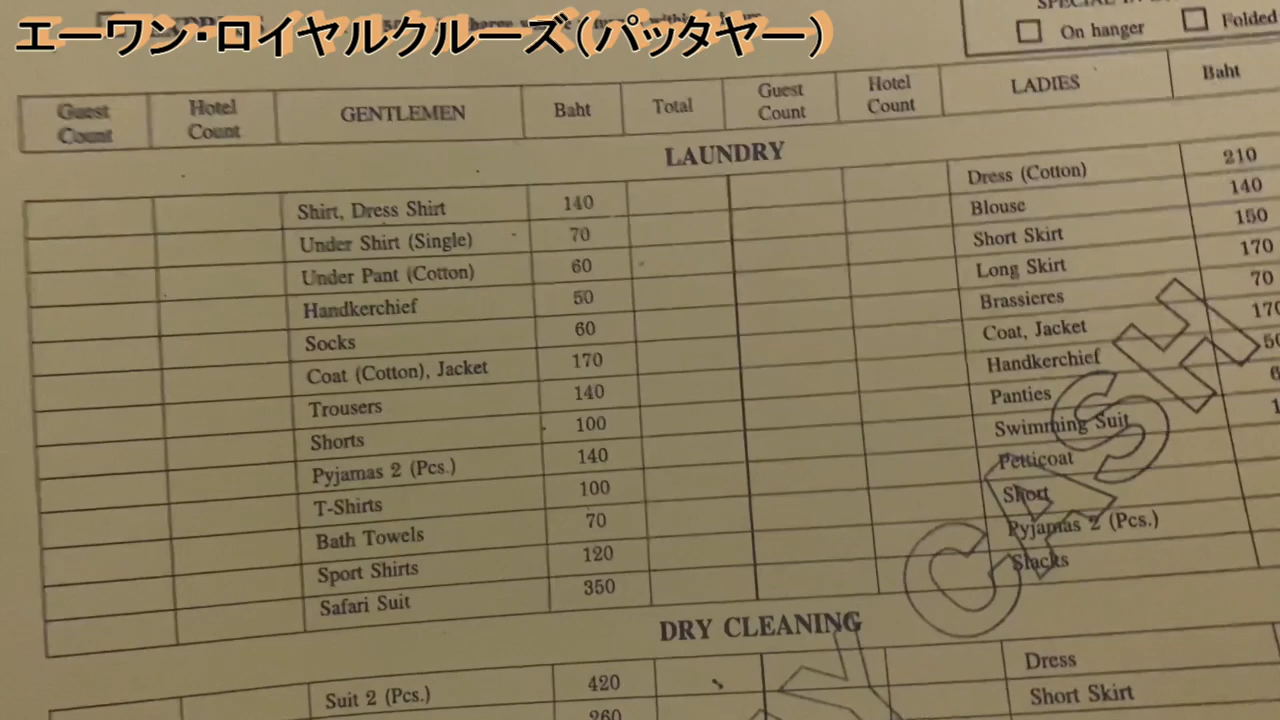 エーワン・ロイヤルクルーズ（パッタヤー）
On hanger Folded
Guest Count Hotel Count GENTLEMEN Baht Total Guest Count Hotel Count LADIES Baht
LAUNDRY
Shirt, Dress Shirt 140 Dress (Cotton) 210
Under Shirt (Single) 70 Blouse 140
Under Pant (Cotton) 60 Short Skirt 150
Handkerchief 50 Long Skirt 170
Socks 60 Brassieres 70
Coat (Cotton), Jacket 170 Coat, Jacket
Trousers 140 Handkerchief
Shorts 100 Panties
Pyjamas 2 (Pcs.) 140 Swimming Suit
T-Shirts 100 Petticoat
Bath Towels 70 Short
Sport Shirts 120 Pyjamas 2 (Pcs.)
Safari Suit 350 Slacks
CASH
DRY CLEANING
Suit 2 (Pcs.) 420 Dress
260 Short Skirt